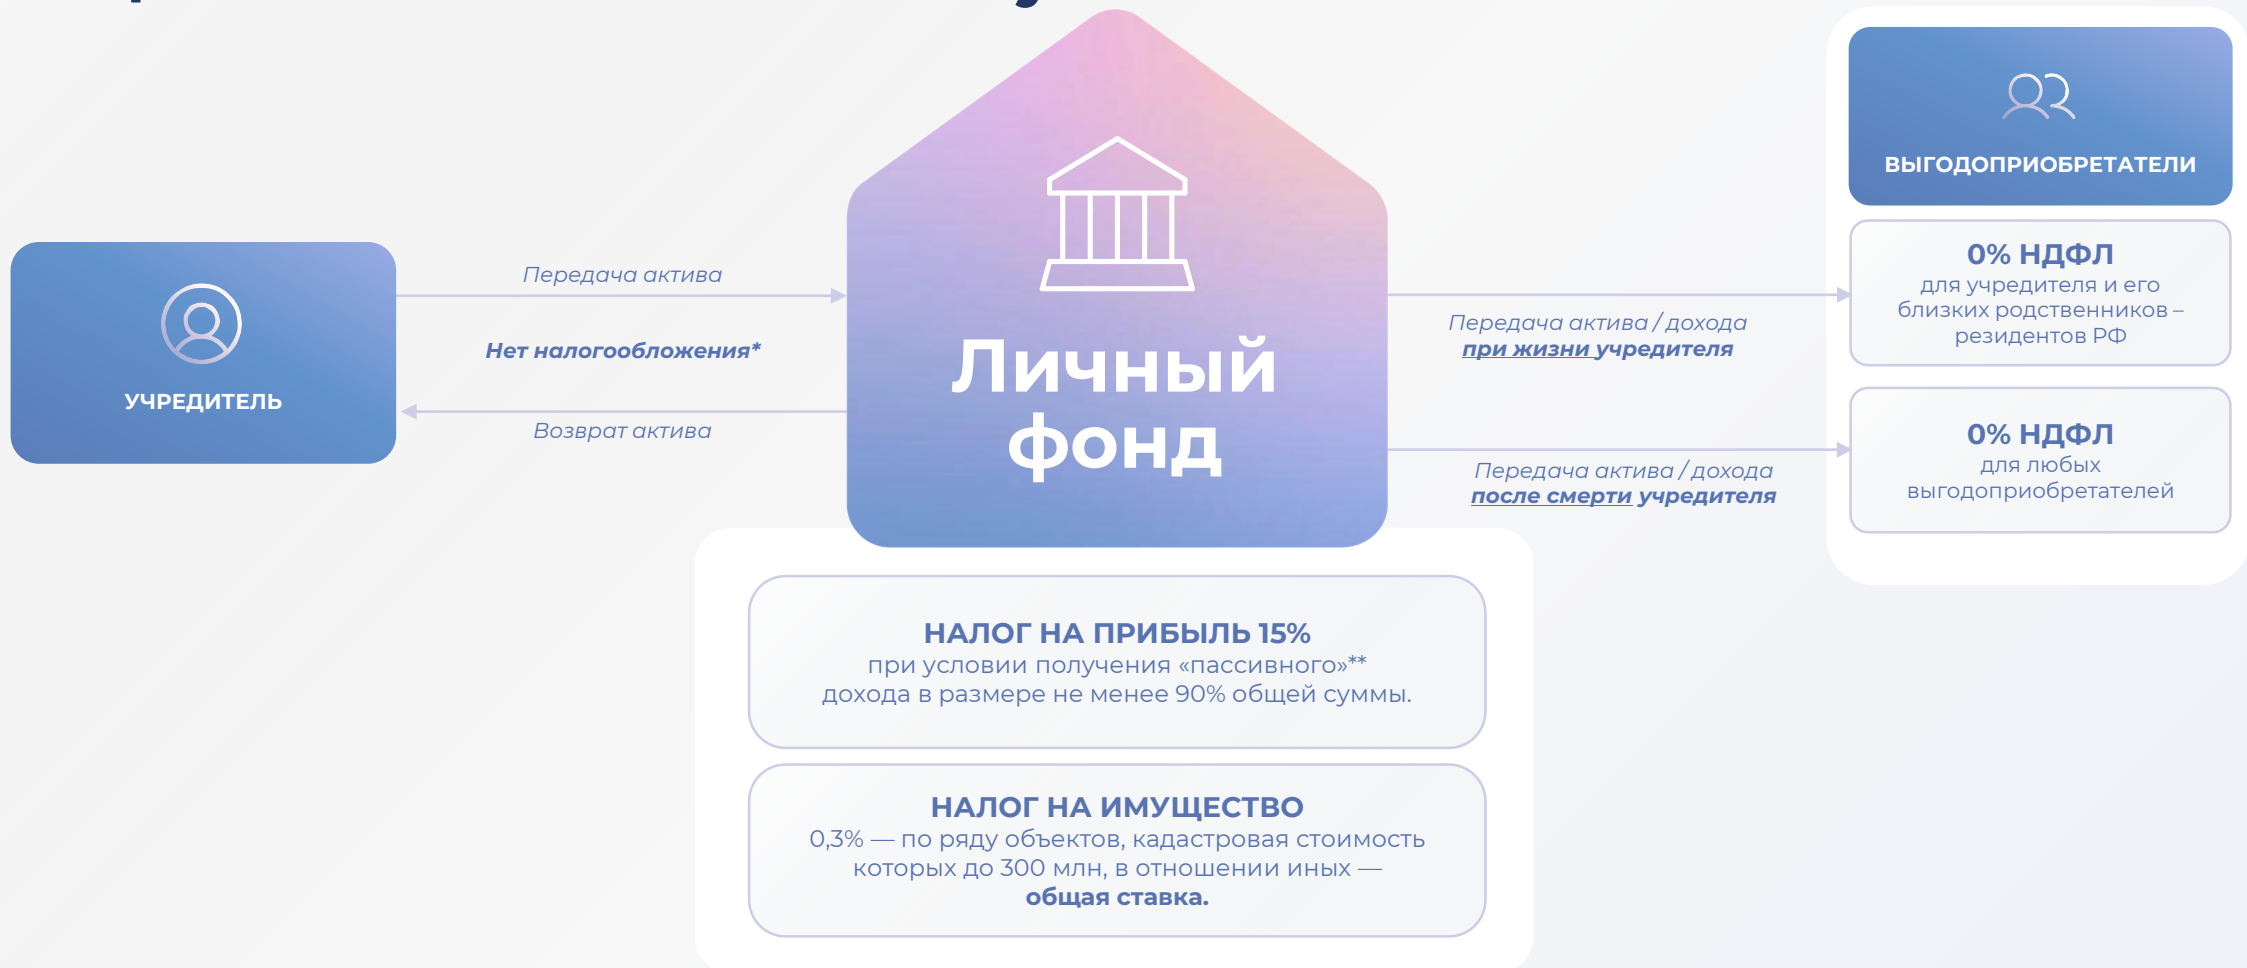 УЧРЕДИТЕЛЬ
Передача актива
Нет налогообложения*
Возврат актива
Личный
фонд
Передача актива / дохода
при жизни учредителя
Передача актива / дохода
после смерти учредителя
ВЫГОДОПРИОБРЕТАТЕЛИ
0% НДФЛ
для учредителя и его
близких родственников –
резидентов РФ
0% НДФЛ
для любых
выгодоприобретателей
НАЛОГ НА ПРИБЫЛЬ 15%
при условии получения «пассивного»**
дохода в размере не менее 90% общей суммы.
НАЛОГ НА ИМУЩЕСТВО
0,3% — по ряду объектов, кадастровая стоимость
которых до 300 млн, в отношении иных —
общая ставка.